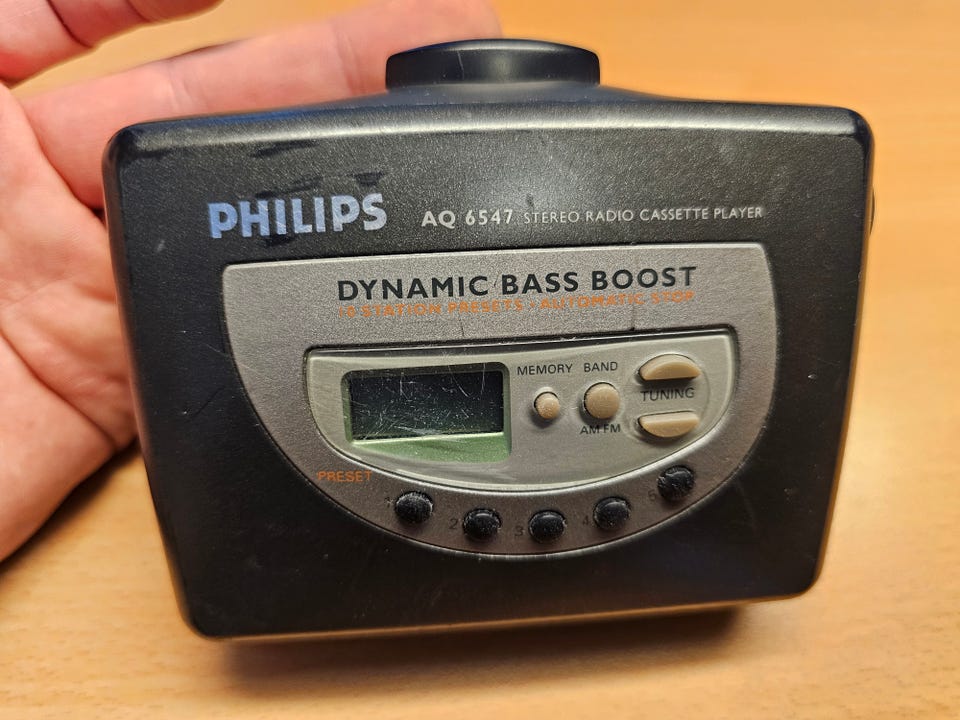 PHILIPS AQ 6547 STEREO RADIO CASSETTE PLAYER
DYNAMIC BASS BOOST
10 STATION PRESETS • AUTOMATIC STOP
MEMORY BAND
TUNING
AM FM
PRESET
1 2 3 4 5